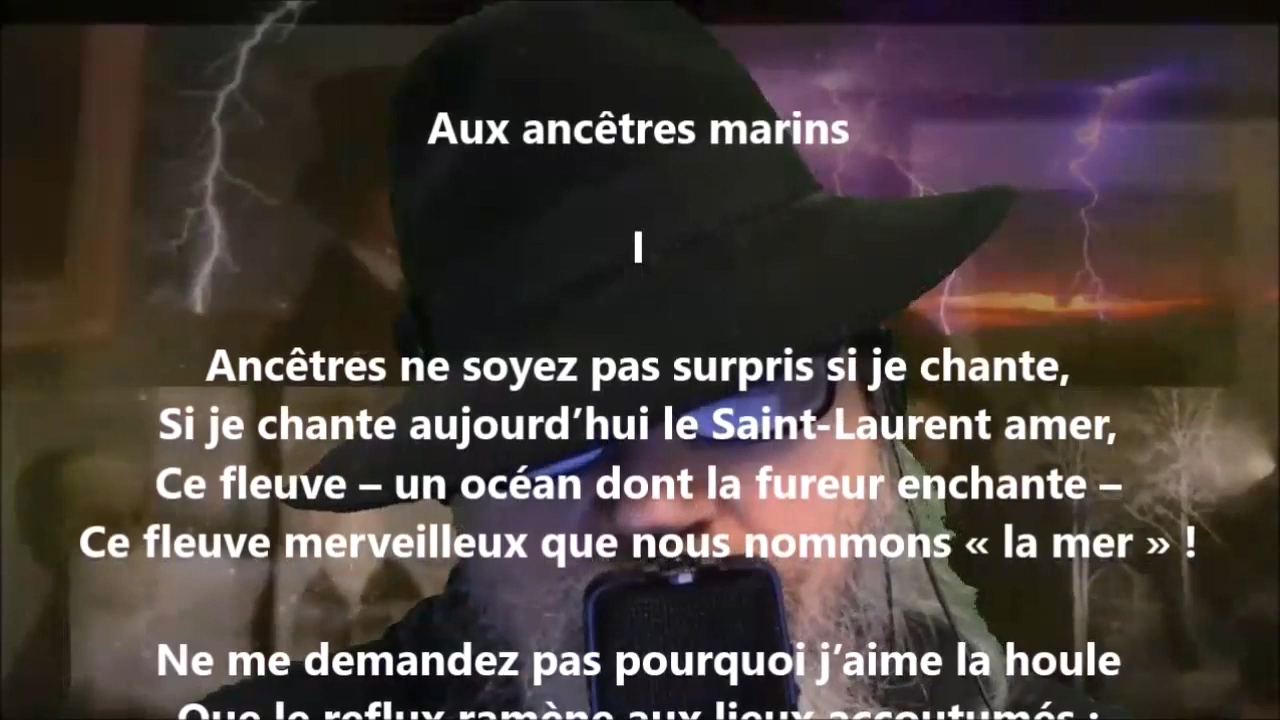 Aux ancêtres marins
I
Ancêtres ne soyez pas surpris si je chante,
Si je chante aujourd’hui le Saint-Laurent amer,
Ce fleuve – un océan dont la fureur enchante –
Ce fleuve merveilleux que nous nommons « la mer » !
Ne me demandez pas pourquoi j’aime la houle
Que le reflux ramène aux lieux accoutumés ;